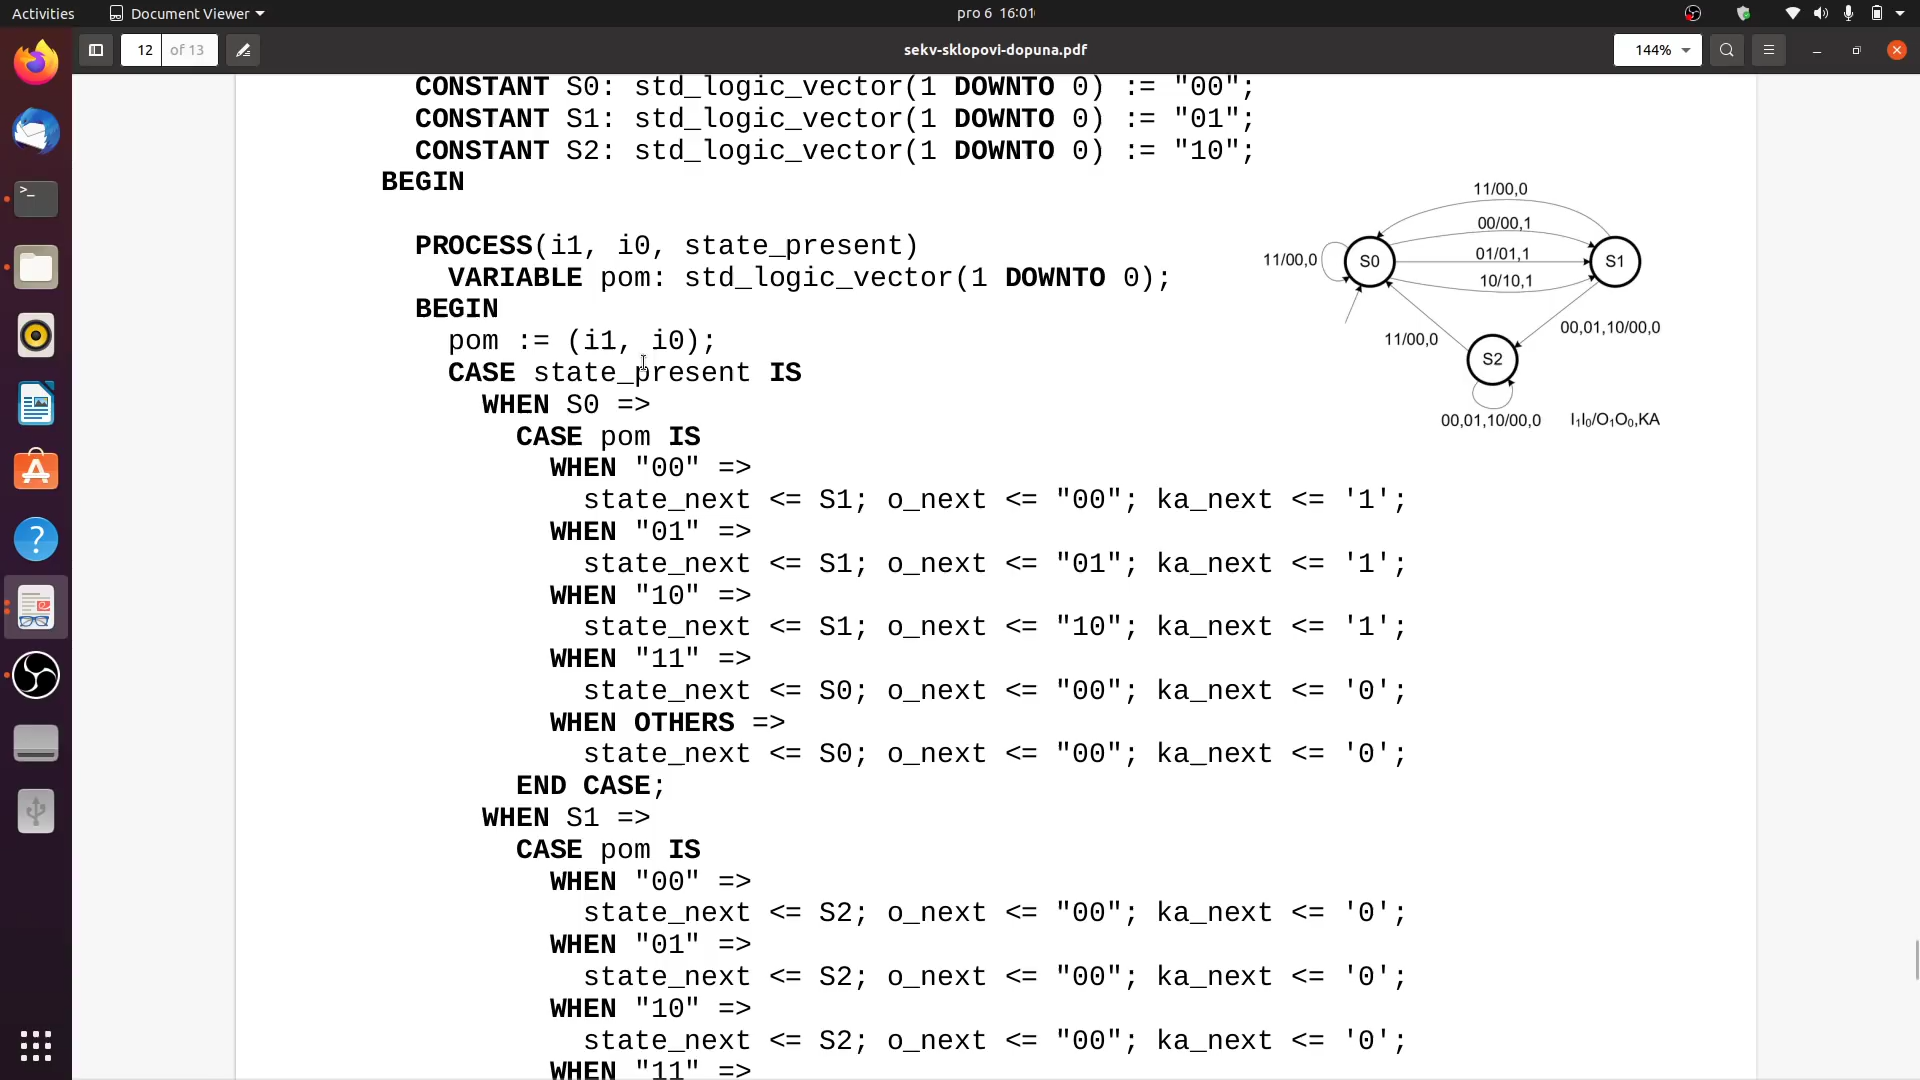 Activities
Document Viewer
pro 6 16:01
12
of 13
sekv-sklopovi-dopuna.pdf
144%
CONSTANT S0: std_logic_vector(1 DOWNTO 0) := "00";
CONSTANT S1: std_logic_vector(1 DOWNTO 0) := "01";
CONSTANT S2: std_logic_vector(1 DOWNTO 0) := "10";
BEGIN
PROCESS(i1, i0, state_present)
VARIABLE pom: std_logic_vector(1 DOWNTO 0);
BEGIN
pom := (i1, i0);
CASE state_present IS
WHEN S0 =>
CASE pom IS
WHEN "00" =>
state_next <= S1; o_next <= "00"; ka_next <= '1';
WHEN "01" =>
state_next <= S1; o_next <= "01"; ka_next <= '1';
WHEN "10" =>
state_next <= S1; o_next <= "10"; ka_next <= '1';
WHEN "11" =>
state_next <= S0; o_next <= "00"; ka_next <= '0';
WHEN OTHERS =>
state_next <= S0; o_next <= "00"; ka_next <= '0';
END CASE;
WHEN S1 =>
CASE pom IS
WHEN "00" =>
state_next <= S2; o_next <= "00"; ka_next <= '0';
WHEN "01" =>
state_next <= S2; o_next <= "00"; ka_next <= '0';
WHEN "10" =>
state_next <= S2; o_next <= "00"; ka_next <= '0';
WHEN "11" =>
11/00,0
00/00,1
11/00,0
S0
01/01,1
S1
10/10,1
11/00,0
00,01,10/00,0
S2
00,01,10/00,0
I₁I₀/O₁O₀,KA